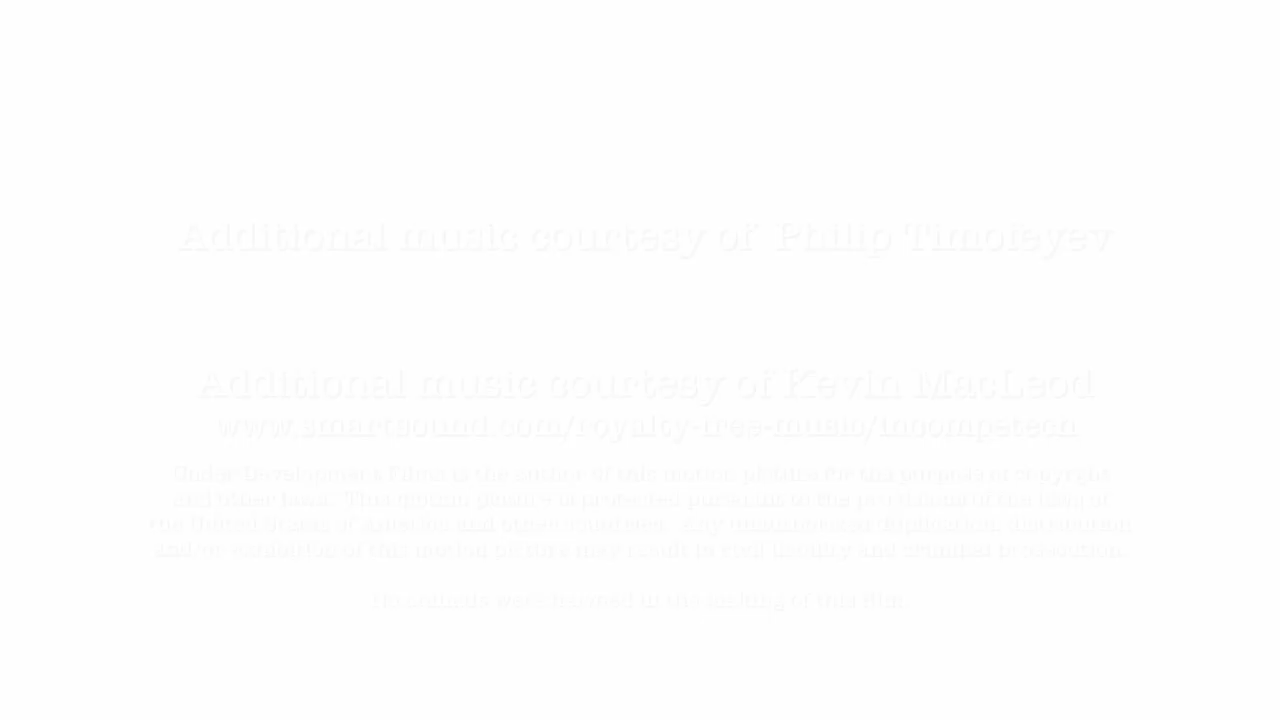 Additional music courtesy of Philip Timofeyev
Additional music courtesy of Kevin MacLeod
www.smartsound.com/royalty-free-music/incompetech
Under Development Films is the author of this motion picture for the purpose of copyright
and other laws. This motion picture is protected pursuant to the provisions of the laws of
the United States of America and other countries. Any unauthorized duplication, distribution
and/or exhibition of this motion picture may result in civil liability and criminal prosecution.
No animals were harmed in the making of this film